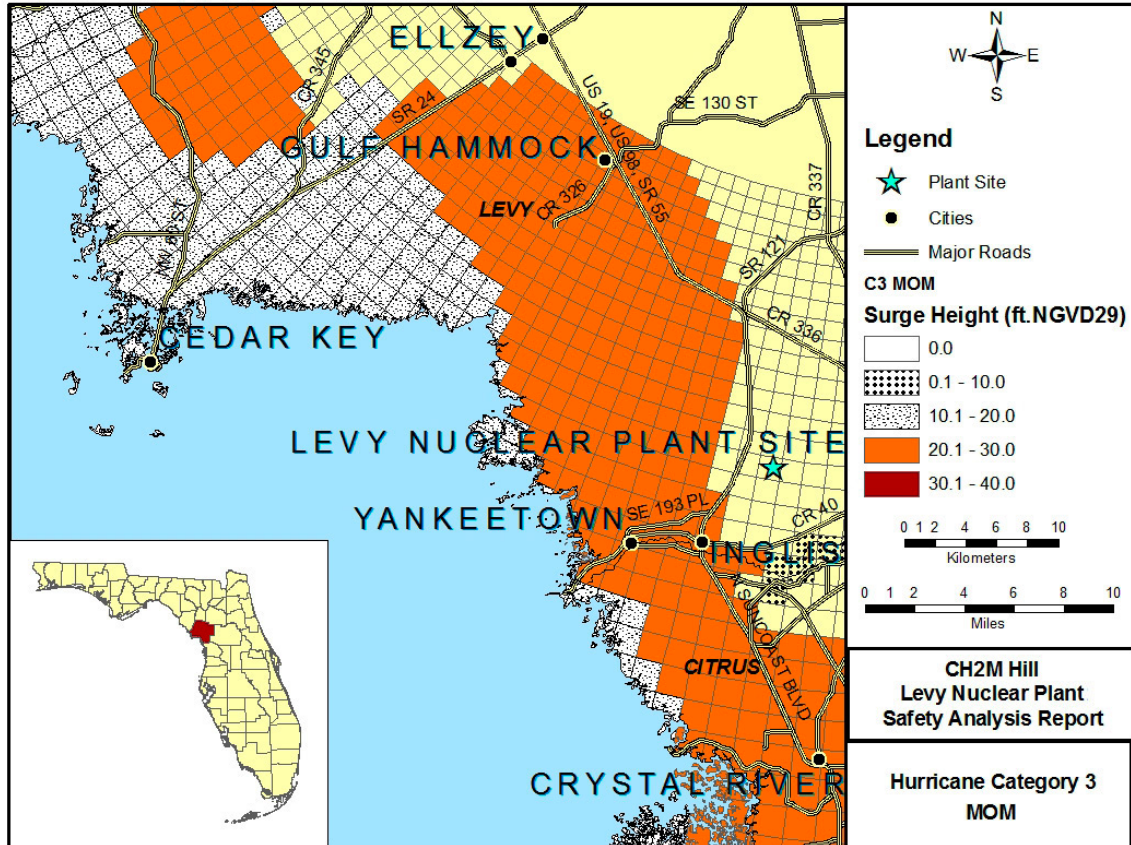 ELLZEY
CR 345
SR 24
US 19, US 98, SR 55
SE 130 ST
GULF HAMMOCK
LEVY
CR 326
CR 337
SR 121
CR 336
CEDAR KEY
LEVY NUCLEAR PLANT SITE
YANKEETOWN
SE 193 PL
CR 40
INGLIS
SUNCOAST BLVD
CITRUS
CRYSTAL RIVER
N
W
E
S
Legend
Plant Site
Cities
Major Roads
C3 MOM
Surge Height (ft.NGVD29)
0.0
0.1 - 10.0
10.1 - 20.0
20.1 - 30.0
30.1 - 40.0
0 1 2 4 6 8 10
Kilometers
0 1 2 4 6 8 10
Miles
CH2M Hill
Levy Nuclear Plant
Safety Analysis Report
Hurricane Category 3
MOM